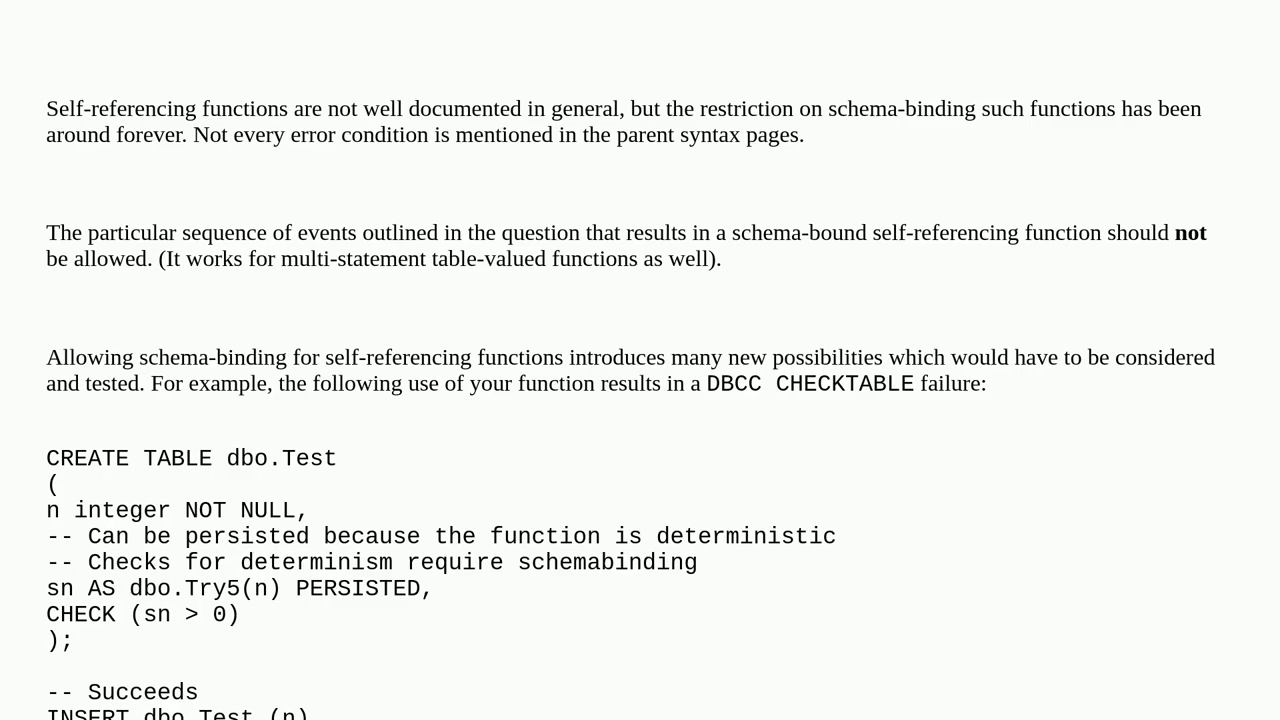 Self-referencing functions are not well documented in general, but the restriction on schema-binding such functions has been
around forever. Not every error condition is mentioned in the parent syntax pages.
The particular sequence of events outlined in the question that results in a schema-bound self-referencing function should not
be allowed. (It works for multi-statement table-valued functions as well).
Allowing schema-binding for self-referencing functions introduces many new possibilities which would have to be considered
and tested. For example, the following use of your function results in a DBCC CHECKTABLE failure:
CREATE TABLE dbo.Test
(
n integer NOT NULL,
-- Can be persisted because the function is deterministic
-- Checks for determinism require schemabinding
sn AS dbo.Try5(n) PERSISTED,
CHECK (sn > 0)
);
-- Succeeds
INSERT dbo.Test (n)